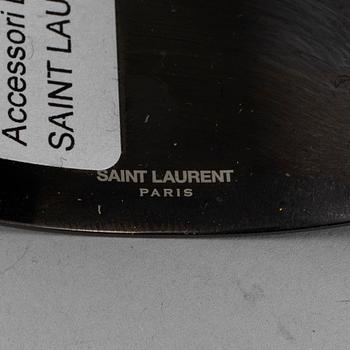 Accessori
SAINT LAU
SAINT LAURENT
PARIS